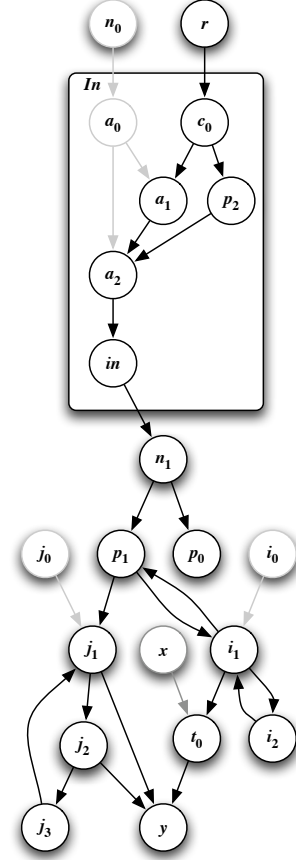 n0 r
In
a0 c0
a1 p2
a2
in
n1
j0 p1 p0 i0
j1 x i1
j2 t0 i2
j3 y